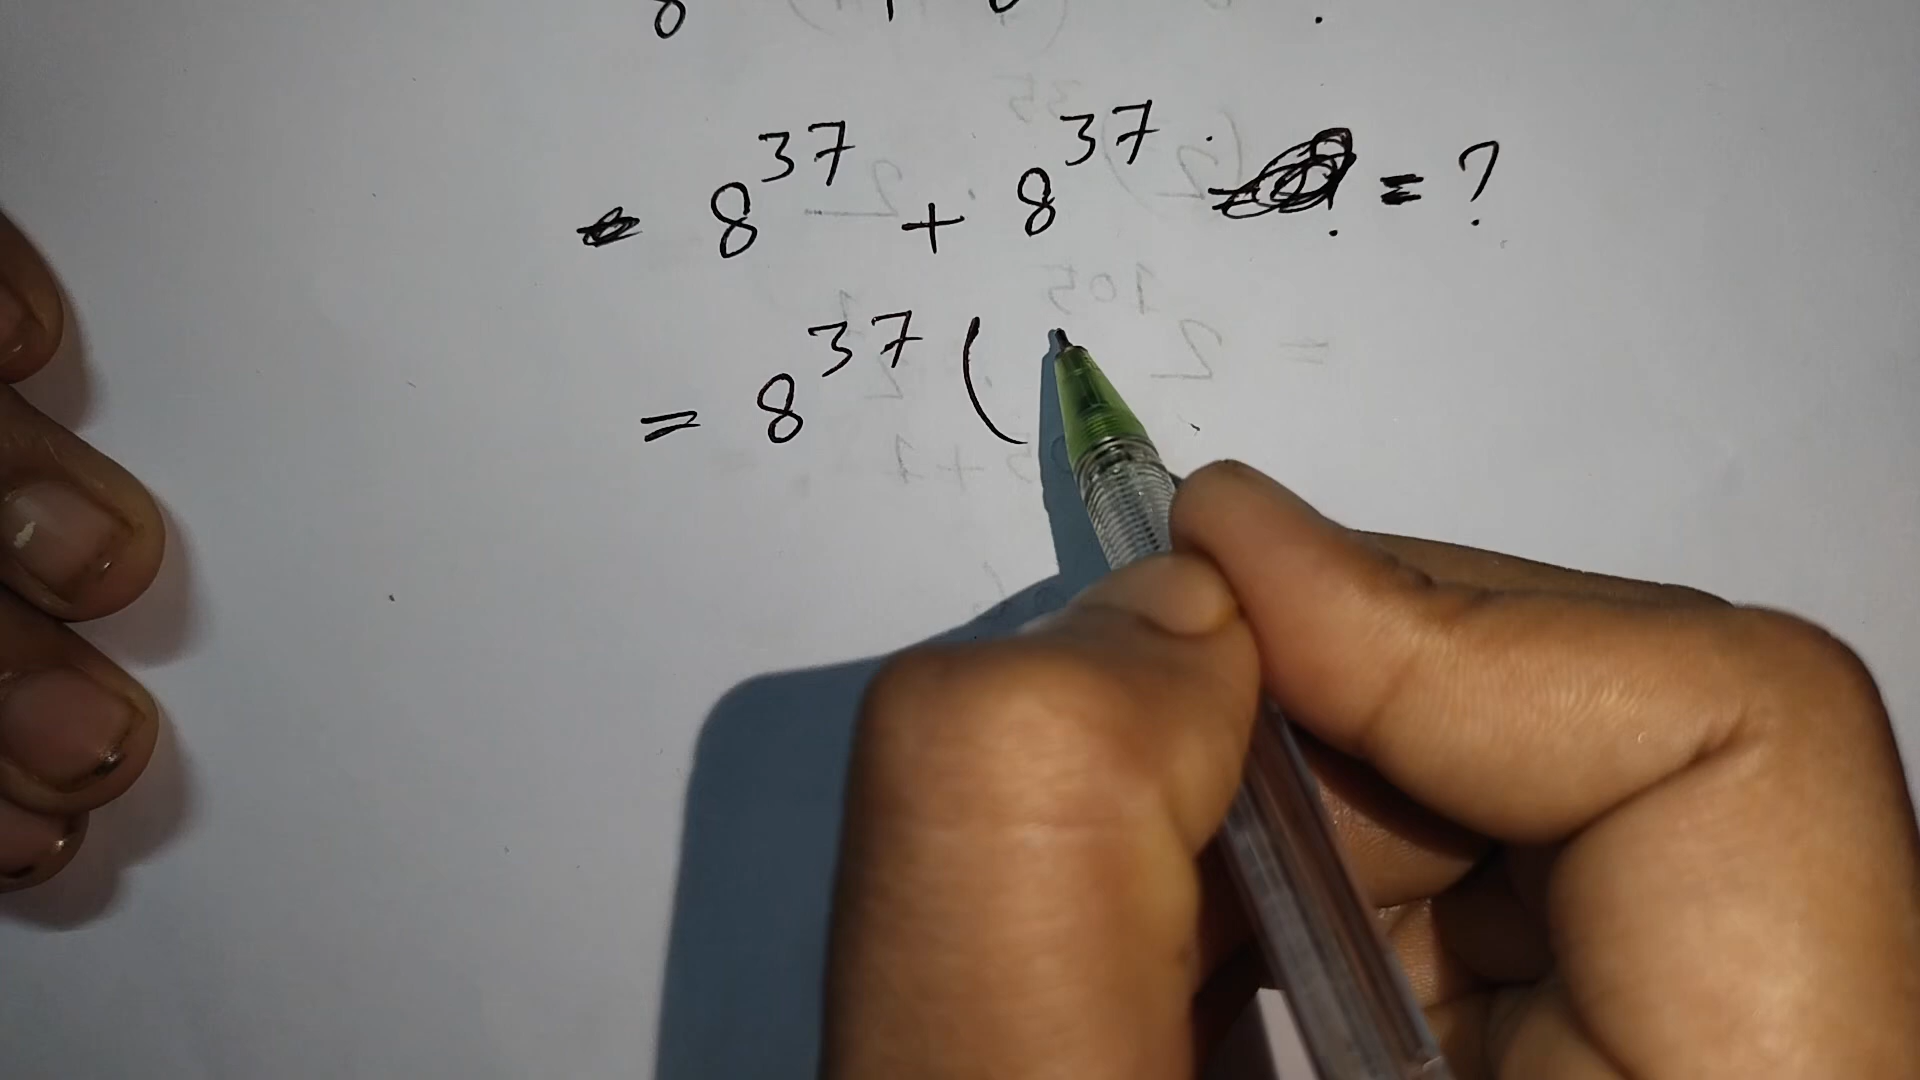 8^37 + 8^37 = ?
= 8^37 (